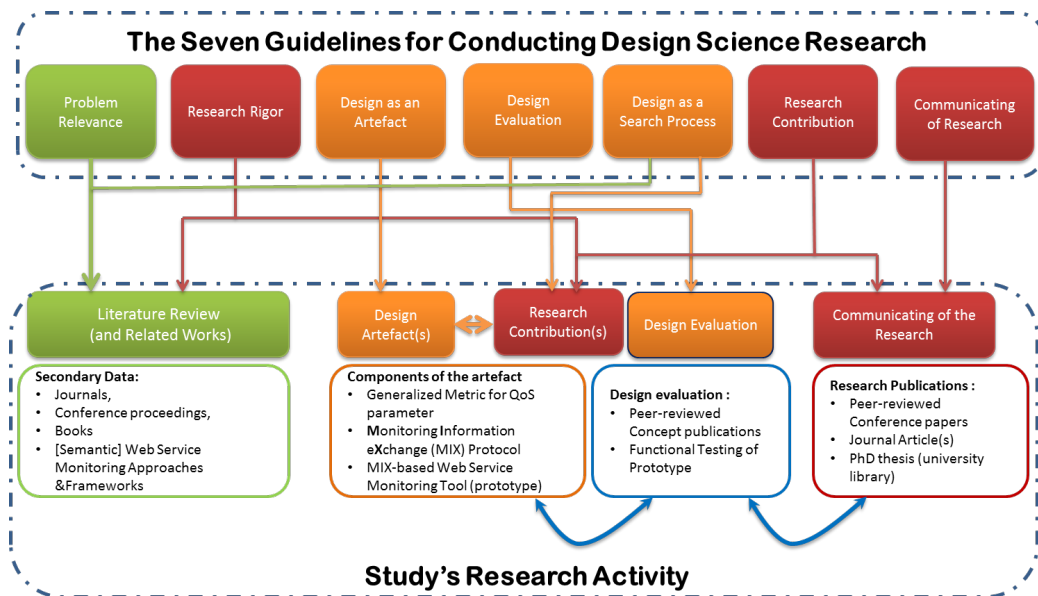 The Seven Guidelines for Conducting Design Science Research
Problem
Relevance
Research Rigor
Design as an
Artefact
Design
Evaluation
Design as a
Search Process
Research
Contribution
Communicating
of Research
Literature Review
(and Related Works)
Design
Artefact(s)
Research
Contribution(s)
Design Evaluation
Communicating of the
Research
Secondary Data:
• Journals,
• Conference proceedings,
• Books
• [Semantic] Web Service
Monitoring Approaches
&Frameworks
Components of the artefact
• Generalized Metric for QoS
parameter
• Monitoring Information
eXchange (MIX) Protocol
• MIX-based Web Service
Monitoring Tool (prototype)
Design evaluation :
• Peer-reviewed
Concept publications
• Functional Testing of
Prototype
Research Publications :
• Peer-reviewed
Conference papers
• Journal Article(s)
• PhD thesis (university
library)
Study's Research Activity